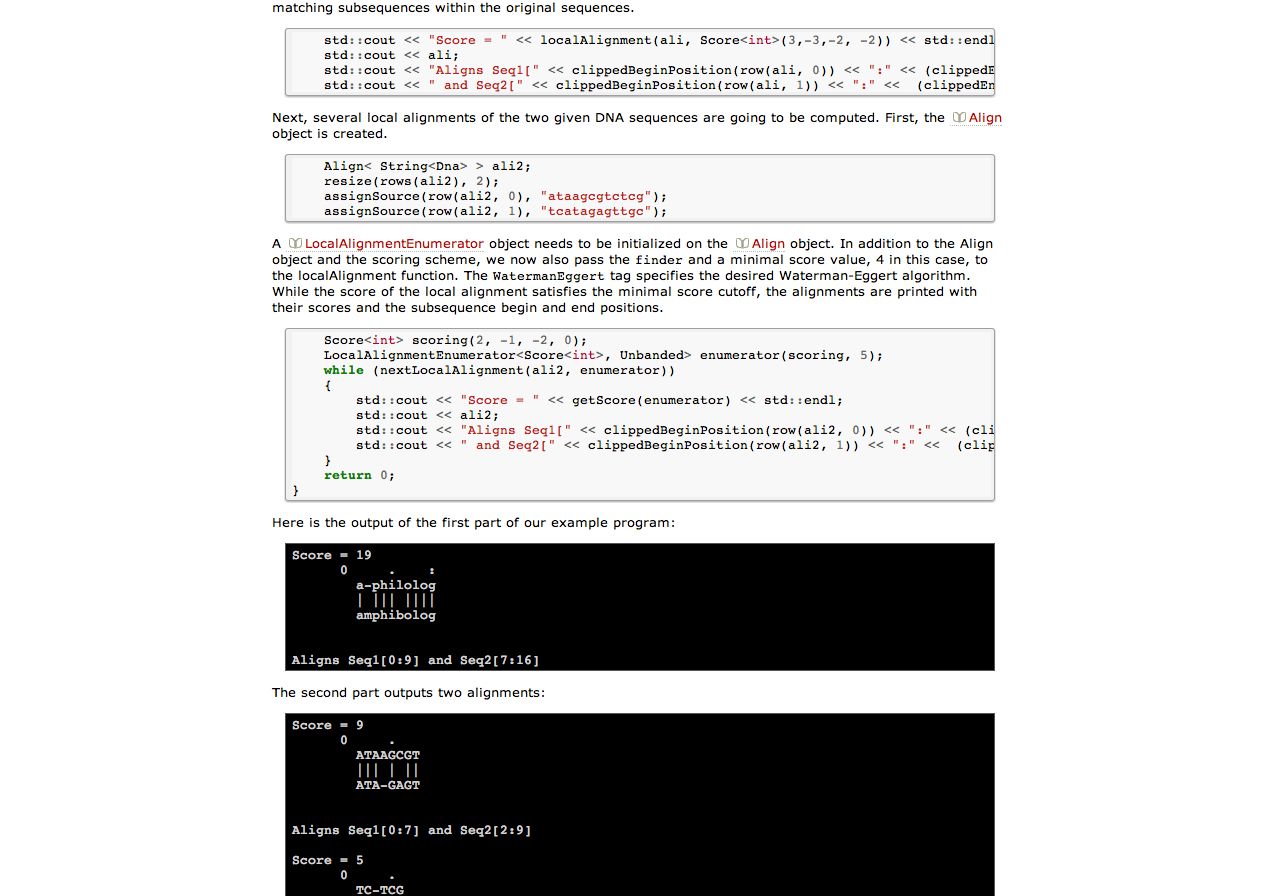 matching subsequences within the original sequences.
std::cout << "Score = " << localAlignment(ali, Score<int>(3,-3,-2, -2)) << std::endl
std::cout << ali;
std::cout << "Aligns Seq1[" << clippedBeginPosition(row(ali, 0)) << ":" << (clippedE
std::cout << " and Seq2[" << clippedBeginPosition(row(ali, 1)) << ":" <<  (clippedEn
Next, several local alignments of the two given DNA sequences are going to be computed. First, the Align
object is created.
Align< String<Dna> > ali2;
resize(rows(ali2), 2);
assignSource(row(ali2, 0), "ataagcgtctcg");
assignSource(row(ali2, 1), "tcatagagttgc");
A LocalAlignmentEnumerator object needs to be initialized on the Align object. In addition to the Align
object and the scoring scheme, we now also pass the finder and a minimal score value, 4 in this case, to
the localAlignment function. The WatermanEggert tag specifies the desired Waterman-Eggert algorithm.
While the score of the local alignment satisfies the minimal score cutoff, the alignments are printed with
their scores and the subsequence begin and end positions.
Score<int> scoring(2, -1, -2, 0);
LocalAlignmentEnumerator<Score<int>, Unbanded> enumerator(scoring, 5);
while (nextLocalAlignment(ali2, enumerator))
{
std::cout << "Score = " << getScore(enumerator) << std::endl;
std::cout << ali2;
std::cout << "Aligns Seq1[" << clippedBeginPosition(row(ali2, 0)) << ":" << (cli
std::cout << " and Seq2[" << clippedBeginPosition(row(ali2, 1)) << ":" <<  (clip
}
return 0;
}
Here is the output of the first part of our example program:
Score = 19
0     .    :
a-philolog
| ||| ||||
amphibolog
Aligns Seq1[0:9] and Seq2[7:16]
The second part outputs two alignments:
Score = 9
0     .
ATAAGCGT
||| | ||
ATA-GAGT
Aligns Seq1[0:7] and Seq2[2:9]
Score = 5
0     .
TC-TCG